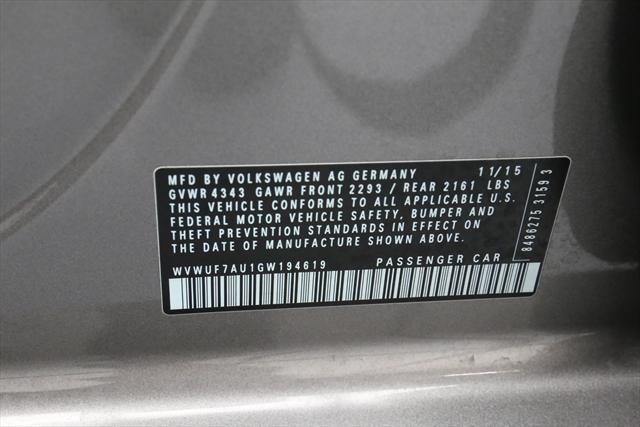 MFD BY VOLKSWAGEN AG GERMANY 11/15
GVWR 4343 GAWR FRONT 2293 / REAR 2161 LBS
THIS VEHICLE CONFORMS TO ALL APPLICABLE U.S.
FEDERAL MOTOR VEHICLE SAFETY, BUMPER AND
THEFT PREVENTION STANDARDS IN EFFECT ON
THE DATE OF MANUFACTURE SHOWN ABOVE.
WVWUF7AU1GW194619 PASSENGER CAR
8486275 3159 3